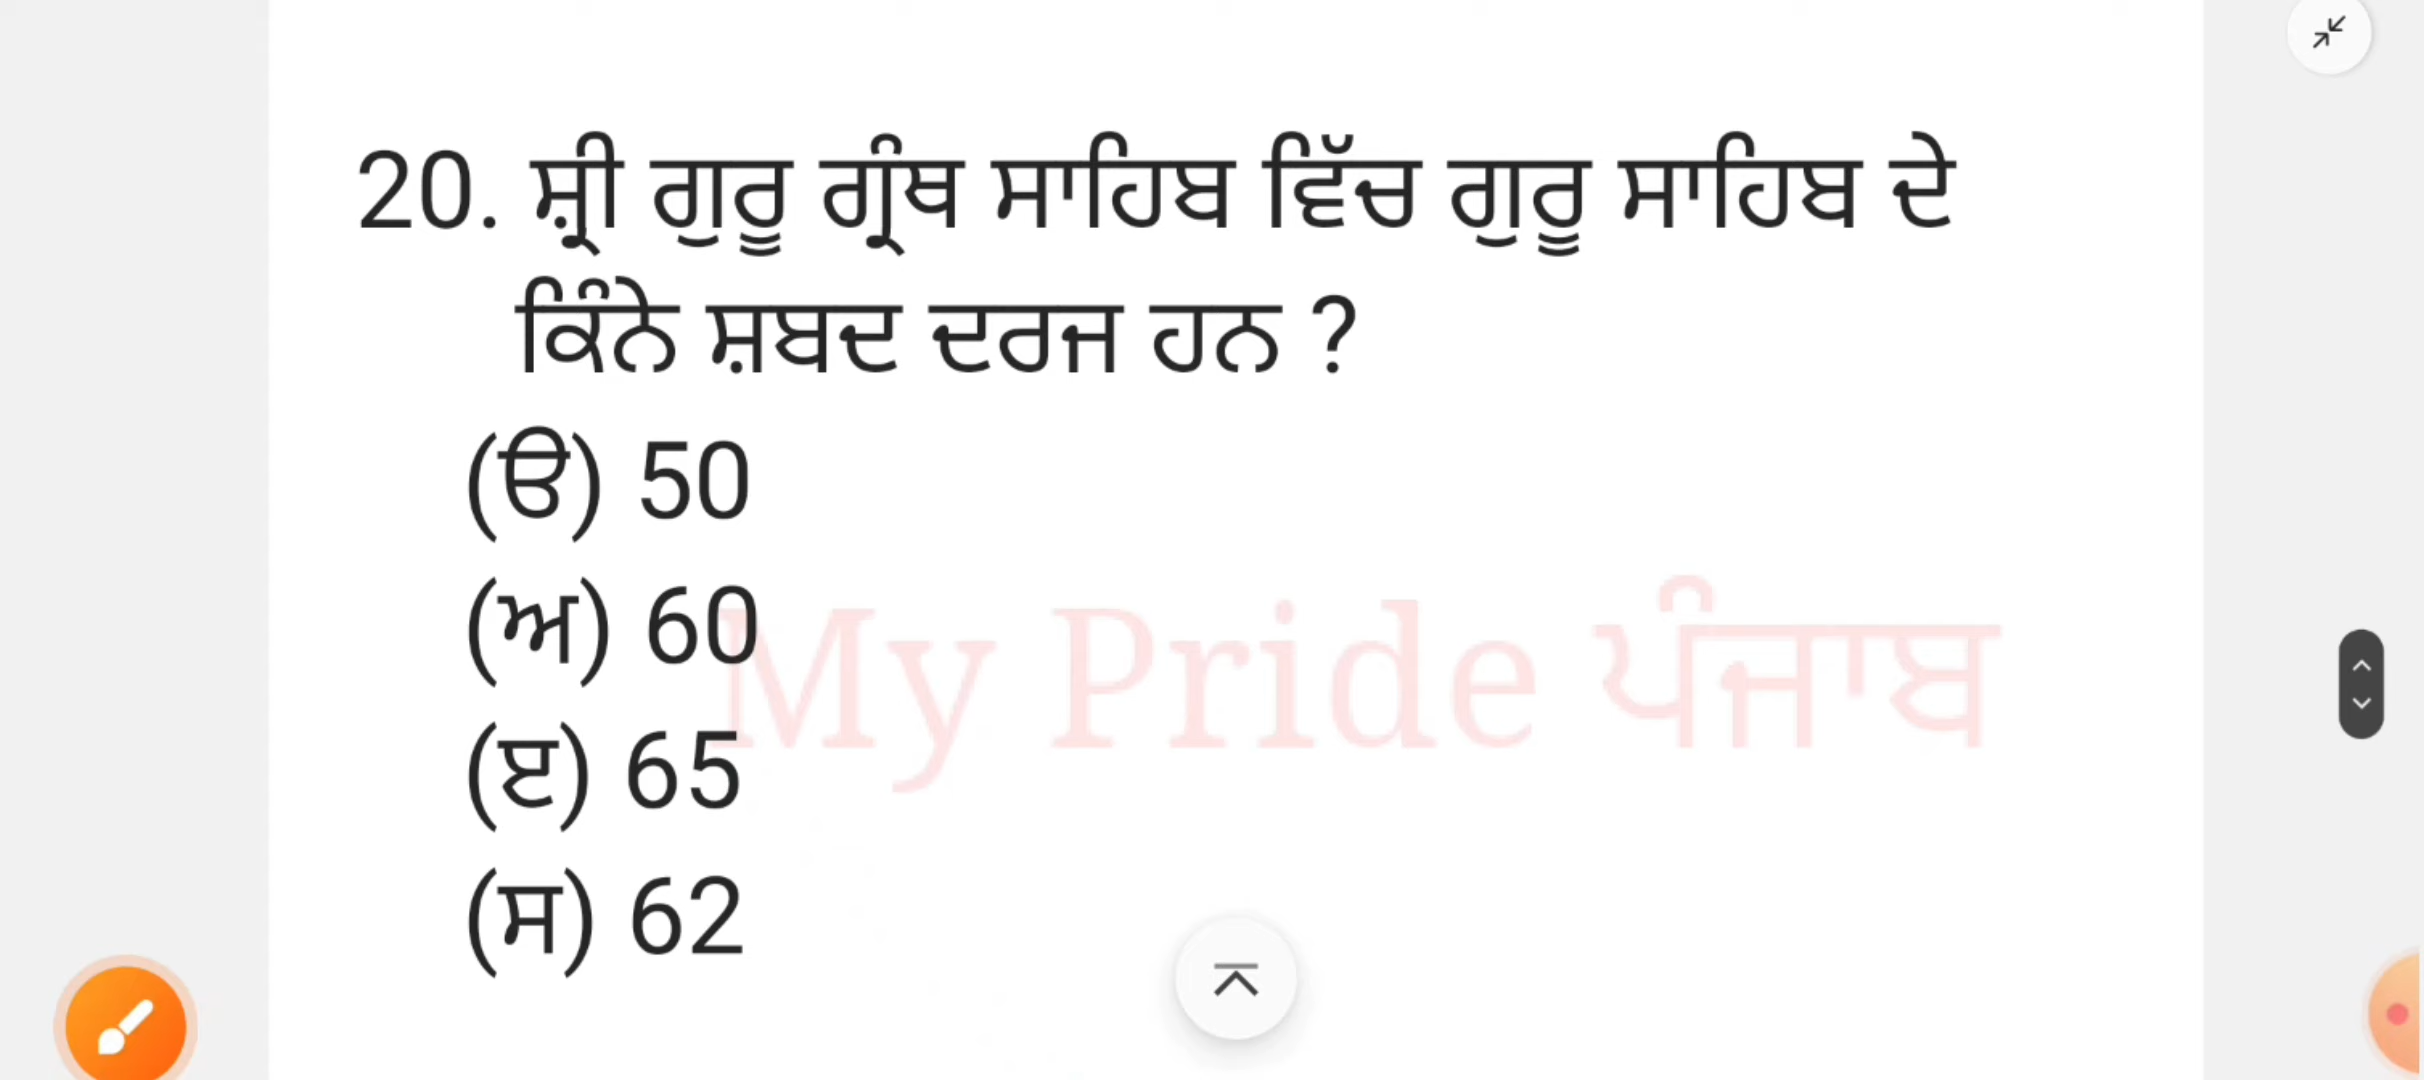 20. ਸ਼੍ਰੀ ਗੁਰੂ ਗ੍ਰੰਥ ਸਾਹਿਬ ਵਿੱਚ ਗੁਰੂ ਸਾਹਿਬ ਦੇ
ਕਿੰਨੇ ਸ਼ਬਦ ਦਰਜ ਹਨ ?
(ੳ) 50
(ਅ) 60
My Pride ਪੰਜਾਬ
(ੲ) 65
(ਸ) 62